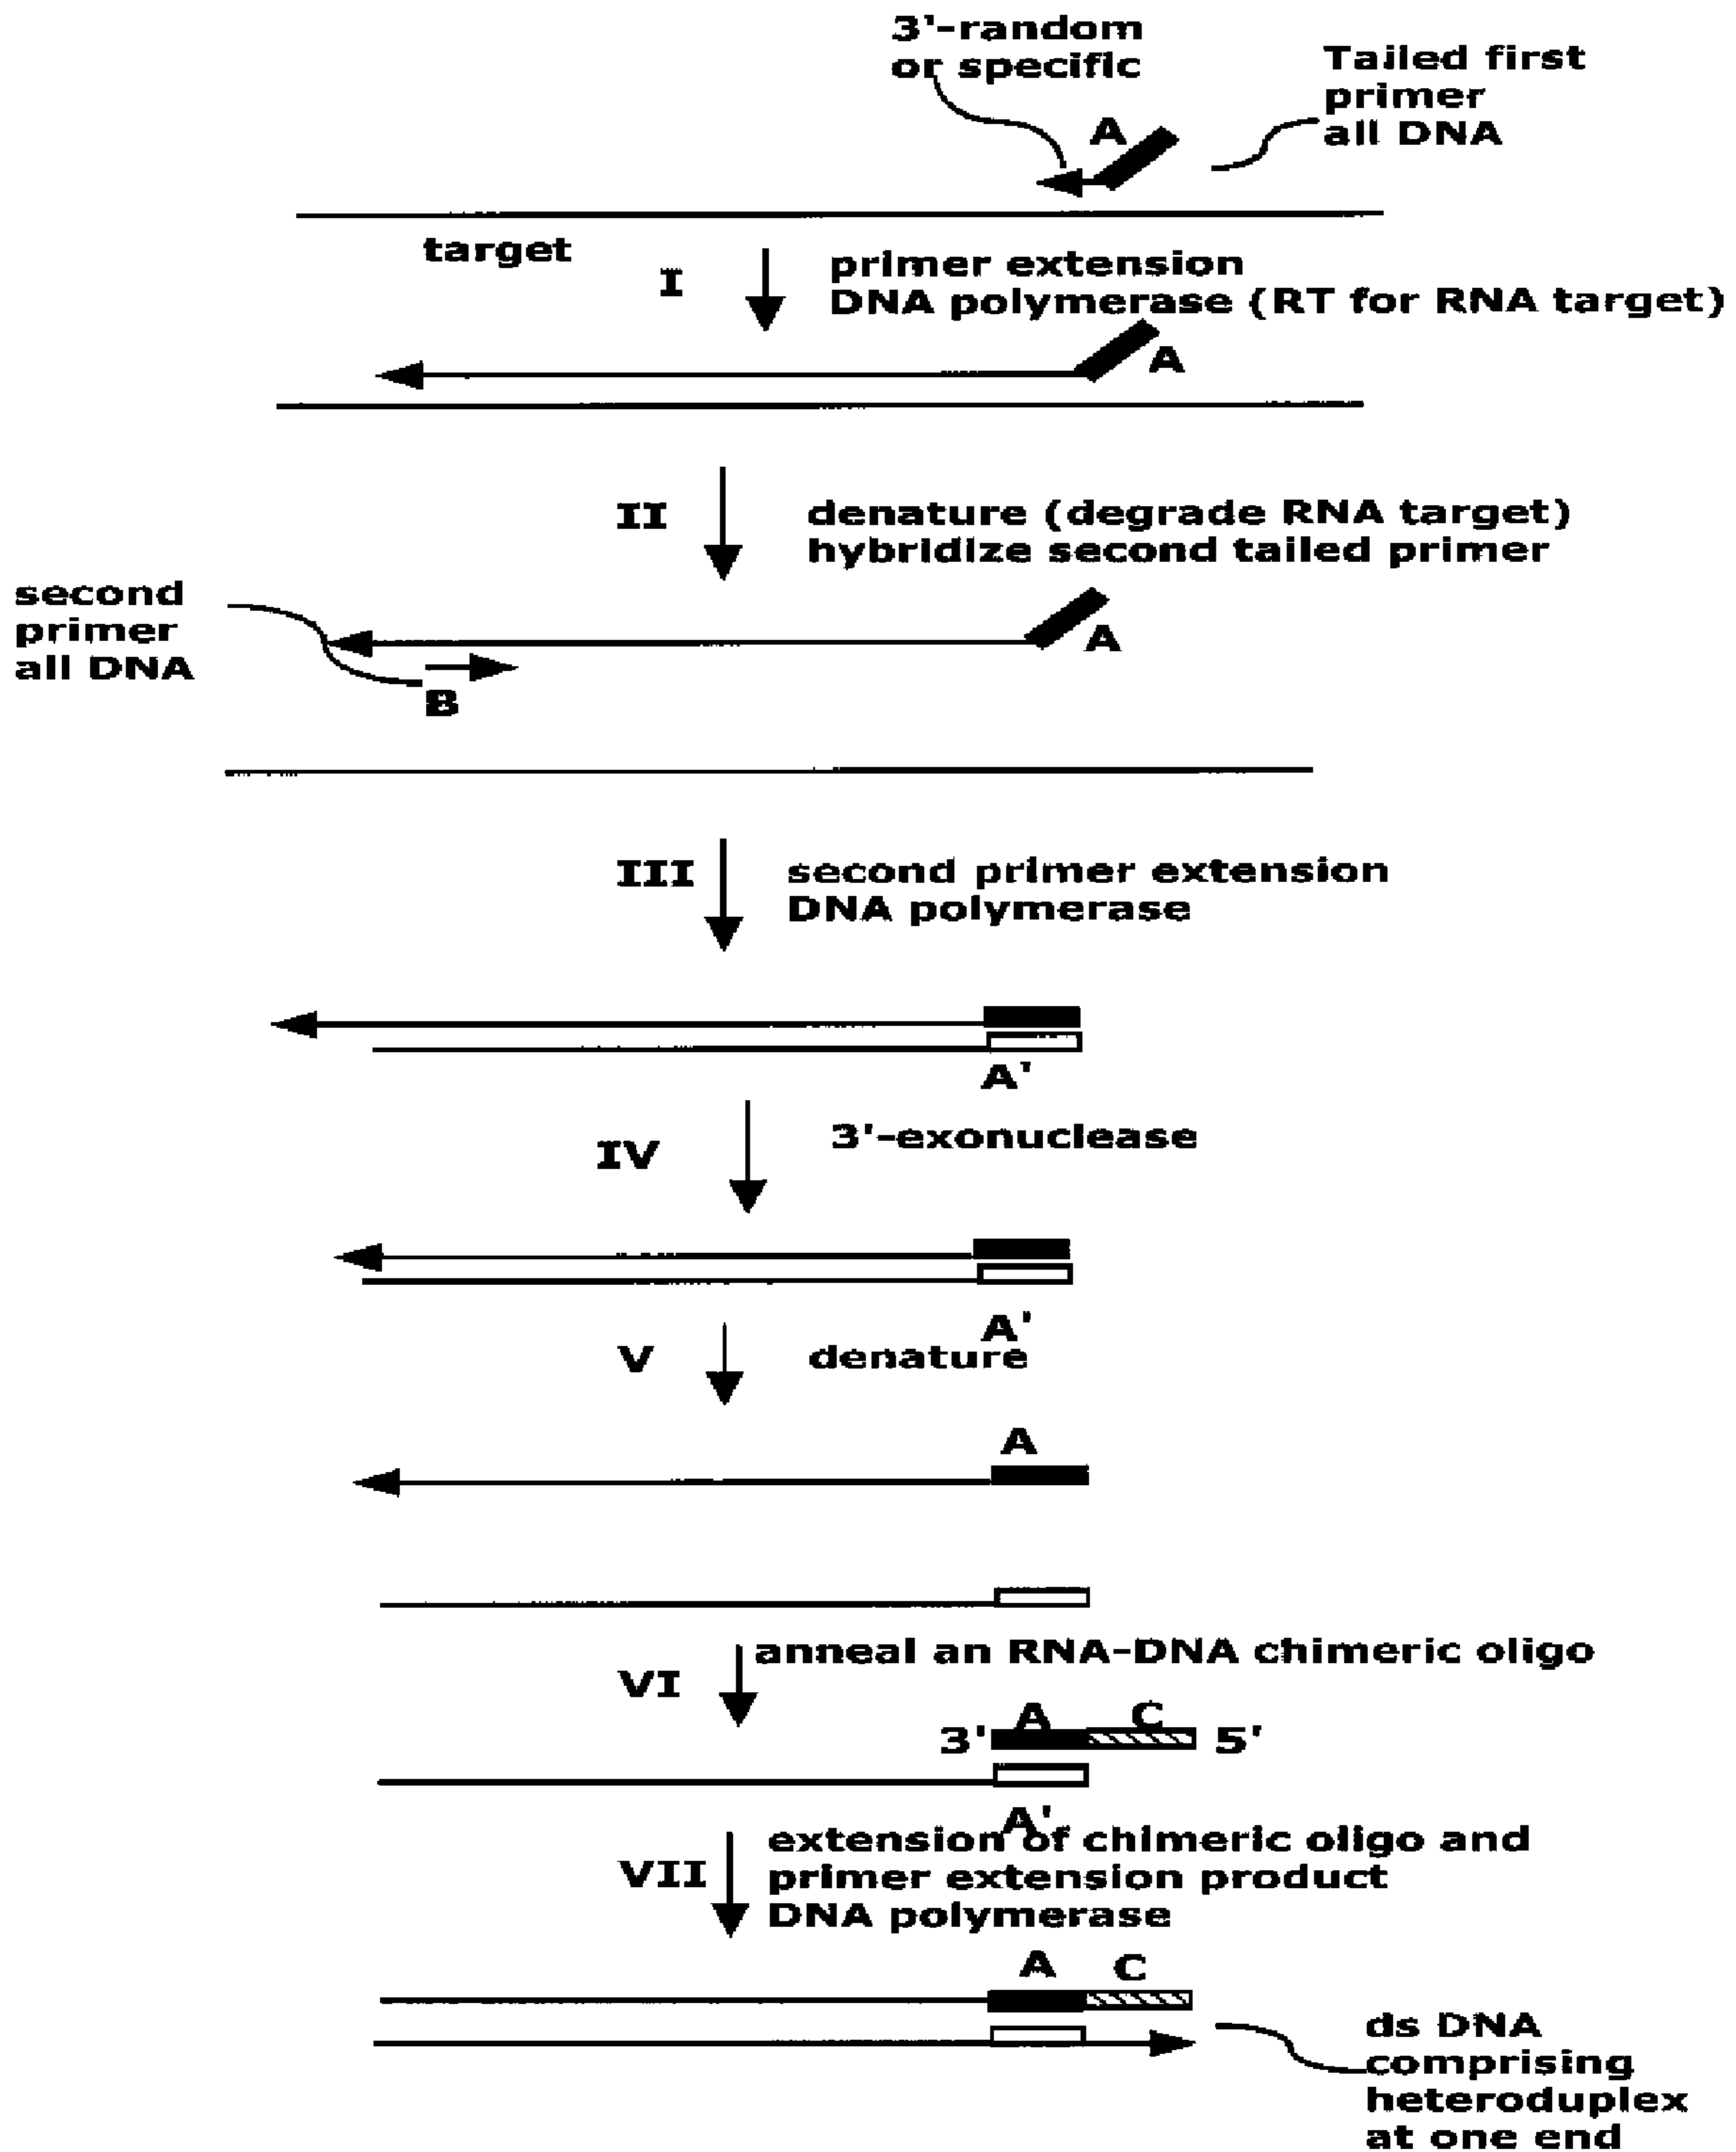 3'-random
or specific
Tailed first
primer
all DNA
A
target
I
primer extension
DNA polymerase (RT for RNA target)
A
II
denature (degrade RNA target)
hybridize second tailed primer
second
primer
all DNA
A
B
III
second primer extension
DNA polymerase
A'
IV
3'-exonuclease
A'
V
denature
A
VI
anneal an RNA-DNA chimeric oligo
A C
3' 5'
A'
VII
extension of chimeric oligo and
primer extension product
DNA polymerase
A C
ds DNA
comprising
heteroduplex
at one end